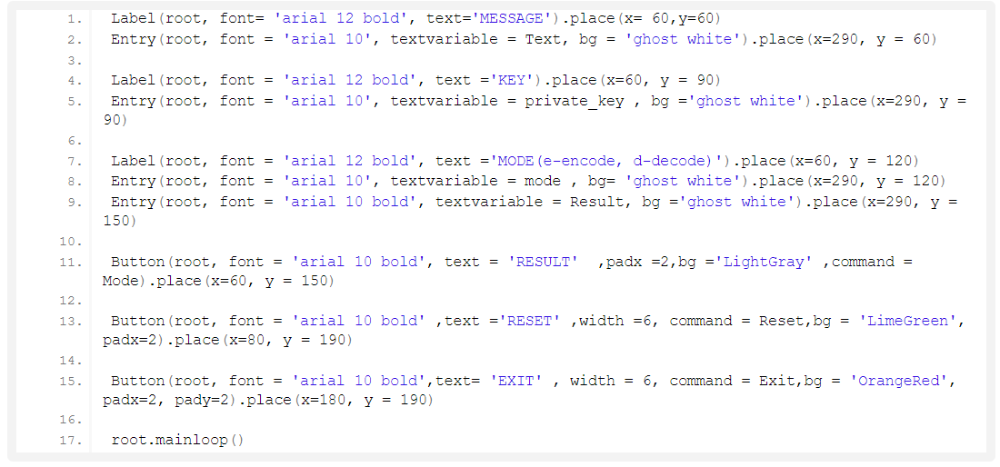 1. Label(root, font= 'arial 12 bold', text='MESSAGE').place(x= 60,y=60)
2. Entry(root, font = 'arial 10', textvariable = Text, bg = 'ghost white').place(x=290, y = 60)
3.
4. Label(root, font = 'arial 12 bold', text ='KEY').place(x=60, y = 90)
5. Entry(root, font = 'arial 10', textvariable = private_key , bg ='ghost white').place(x=290, y =
90)
6.
7. Label(root, font = 'arial 12 bold', text ='MODE(e-encode, d-decode)').place(x=60, y = 120)
8. Entry(root, font = 'arial 10', textvariable = mode , bg= 'ghost white').place(x=290, y = 120)
9. Entry(root, font = 'arial 10 bold', textvariable = Result, bg ='ghost white').place(x=290, y =
150)
10.
11. Button(root, font = 'arial 10 bold', text = 'RESULT'  ,padx =2,bg ='LightGray' ,command =
Mode).place(x=60, y = 150)
12.
13. Button(root, font = 'arial 10 bold' ,text ='RESET' ,width =6, command = Reset,bg = 'LimeGreen',
padx=2).place(x=80, y = 190)
14.
15. Button(root, font = 'arial 10 bold',text= 'EXIT' , width = 6, command = Exit,bg = 'OrangeRed',
padx=2, pady=2).place(x=180, y = 190)
16.
17. root.mainloop()